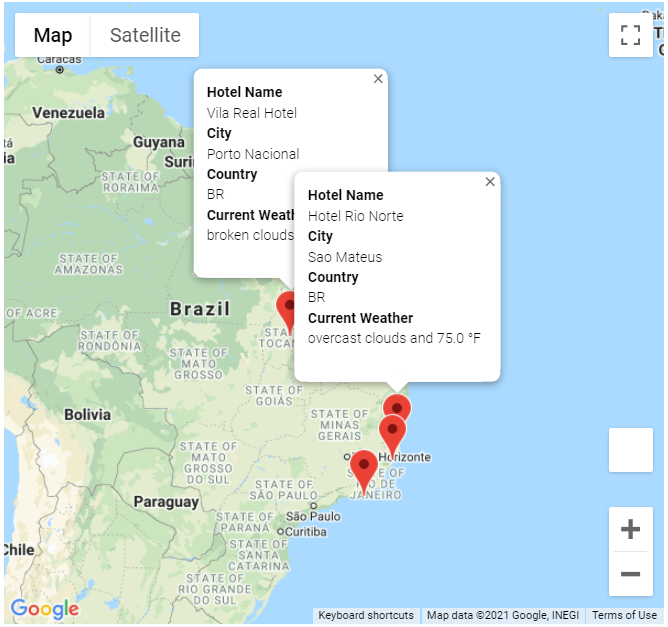 Map
Satellite
Caracas
Venezuela
Guyana
Suri
STATE OF
RORAIMA
STATE OF
AMAZONAS
OF ACRE
STATE OF
RONDÔNIA
Brazil
STATE OF
MATO
GROSSO
Hotel Name
Vila Real Hotel
City
Porto Nacional
Country
BR
Current Weath
broken clouds
Hotel Name
Hotel Rio Norte
City
Sao Mateus
Country
BR
Current Weather
overcast clouds and 75.0 °F
STATE OF
GOIÁS
Bolivia
STATE OF
MINAS
GERAIS
Horizonte
STATE OF
MATO
GROSSO
DO SUL
STATE OF
SÃO PAULO
JANEIRO
Paraguay
São Paulo
STATE OF
PARANÁ
Curitiba
STATE OF
SANTA
CATARINA
Chile
STATE OF
RIO GRANDE
DO SUL
Google
Keyboard shortcuts
Map data ©2021 Google, INEGI
Terms of Use